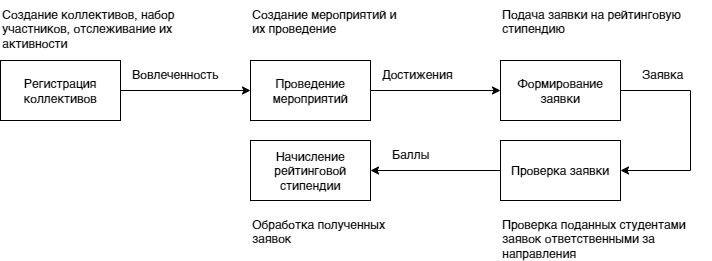 Создание коллективов, набор
участников, отслеживание их
активности
Создание мероприятий и
их проведение
Подача заявки на рейтинговую
стипендию
Регистрация
коллективов
Вовлеченность
Проведение
мероприятий
Достижения
Формирование
заявки
Заявка
Начисление
рейтинговой
стипендии
Баллы
Проверка заявки
Обработка полученных
заявок
Проверка поданных студентами
заявок ответственными за
направления